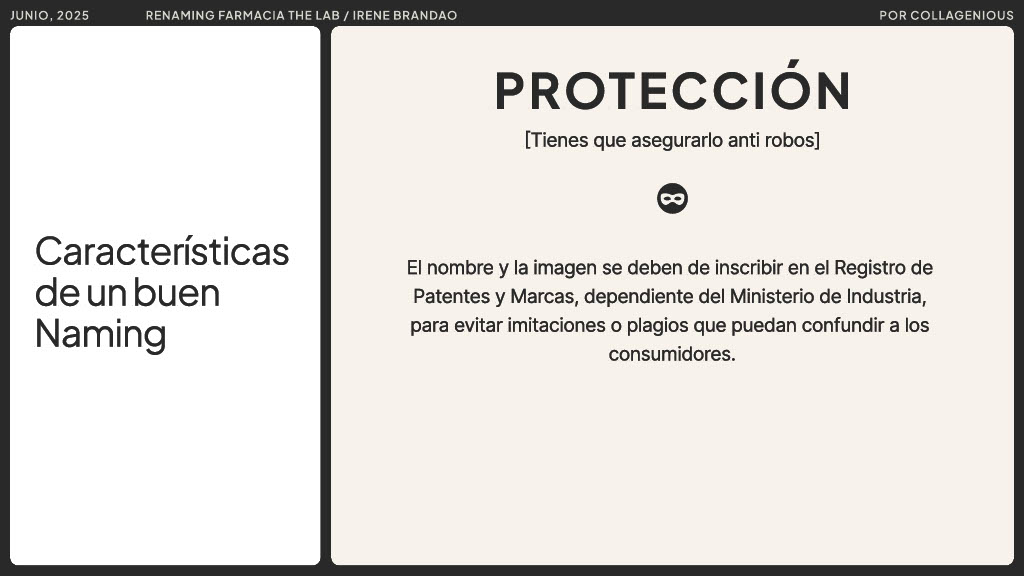 JUNIO, 2025
RENAMING FARMACIA THE LAB / IRENE BRANDAO
POR COLLAGENIOUS
Características
de un buen
Naming
PROTECCIÓN
[Tienes que asegurarlo anti robos]
El nombre y la imagen se deben de inscribir en el Registro de
Patentes y Marcas, dependiente del Ministerio de Industria,
para evitar imitaciones o plagios que puedan confundir a los
consumidores.